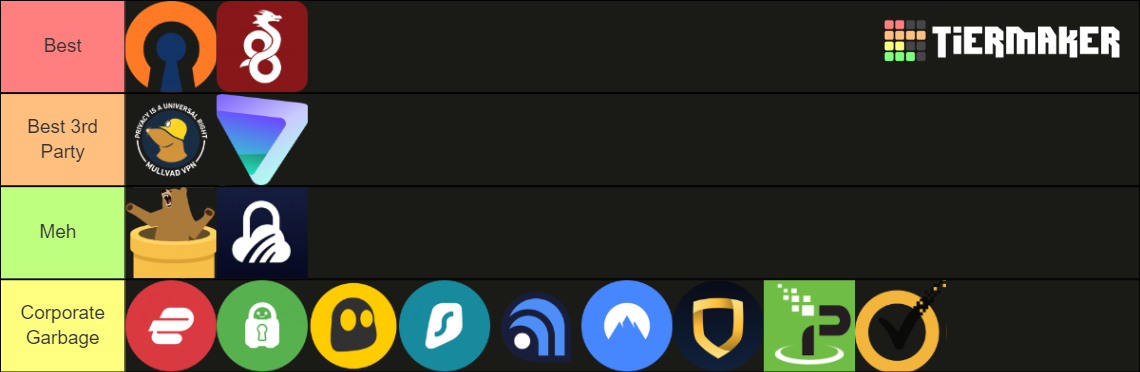 Best
TiERMAKER
Best 3rd
Party
PRIVACY IS A UNIVERSAL RIGHT
MULLVAD VPN
Meh
Corporate
Garbage